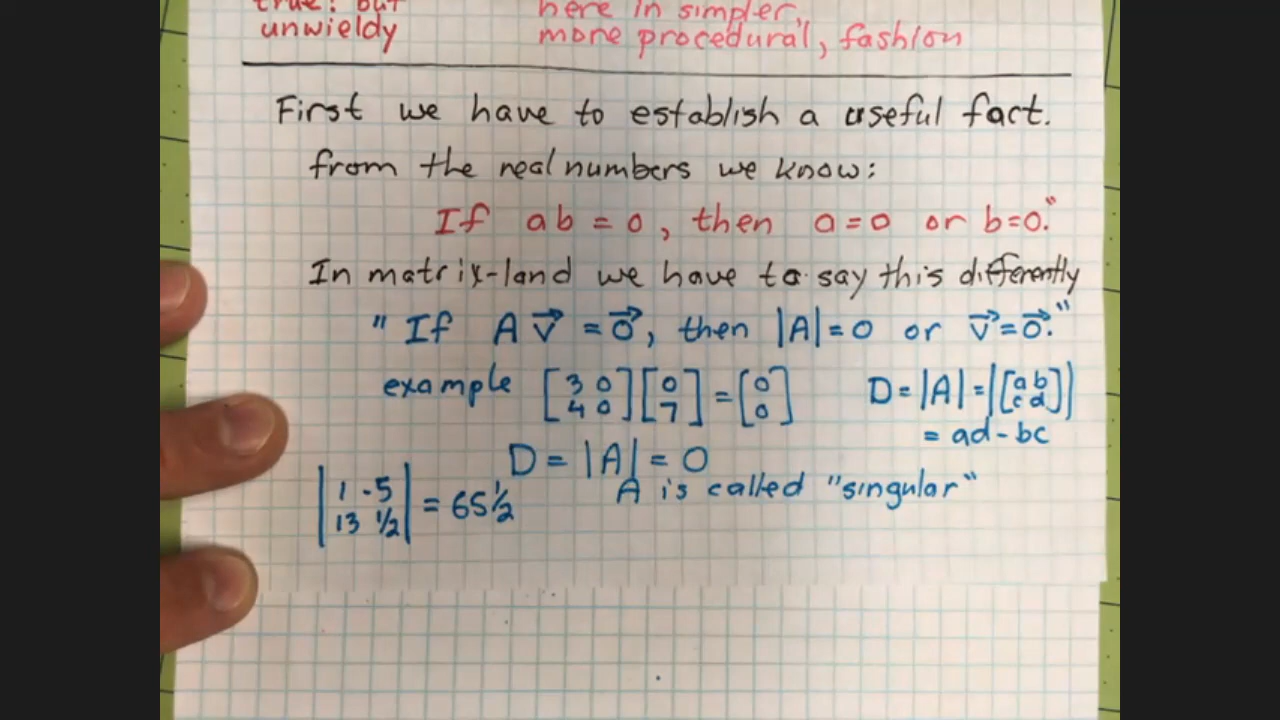 true: but
unwieldy
here in simpler,
more procedural, fashion
First we have to establish a useful fact.
from the real numbers we know:
If ab = 0, then a=0 or b=0."
In matrix-land we have to say this differently
"If A v⃗ = 0⃗, then |A|=0 or v⃗=0⃗."
example [3 0 4 0][0 7]=[0 0]
D=|A|=|[a b c d]|
= ad-bc
D = |A| = 0
A is called "singular"
|1 -5 13 ½| = 65½